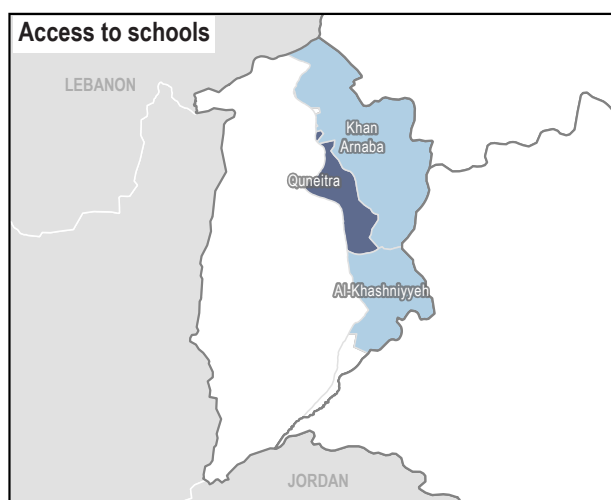 Access to schools
LEBANON
Khan
Arnaba
Quneitra
Al-Khashniyyeh
JORDAN